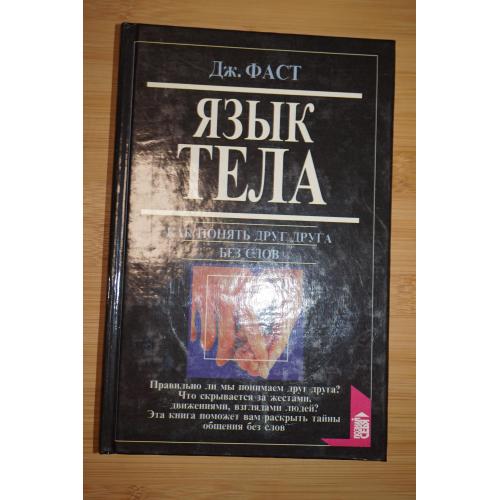 Дж. ФАСТ
ЯЗЫК
ТЕЛА
КАК ПОНЯТЬ ДРУГ ДРУГА
БЕЗ СЛОВ
Правильно ли мы понимаем друг друга?
Что скрывается за жестами,
движениями, взглядами людей?
Эта книга поможет вам раскрыть тайны
общения без слов